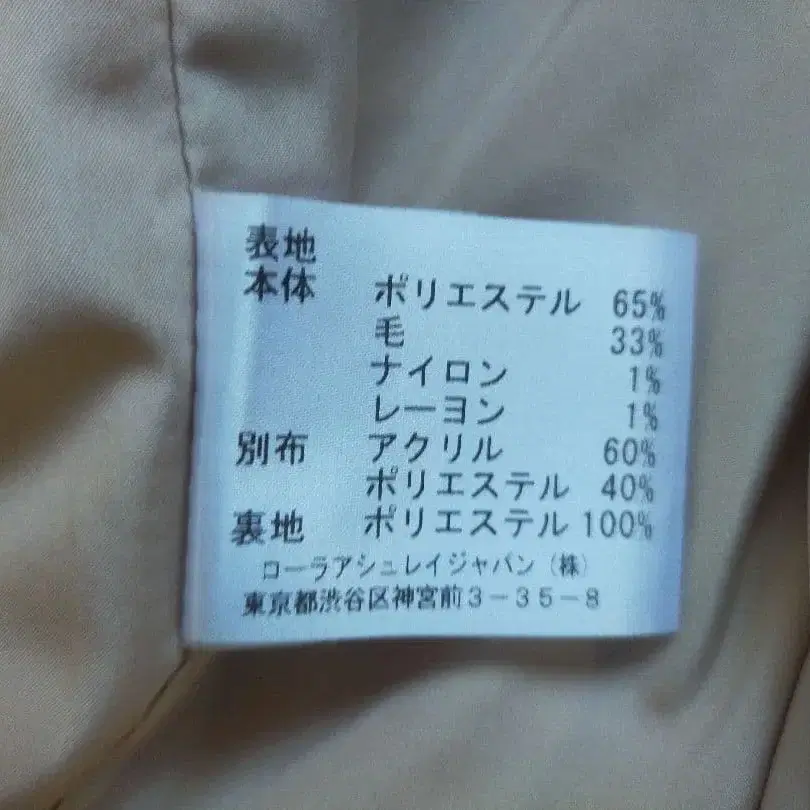 表地
本体 ポリエステル 65%
毛 33%
ナイロン 1%
レーヨン 1%
別布 アクリル 60%
ポリエステル 40%
裏地 ポリエステル 100%
ローラアシュレイジャパン(株)
東京都渋谷区神宮前3-35-8